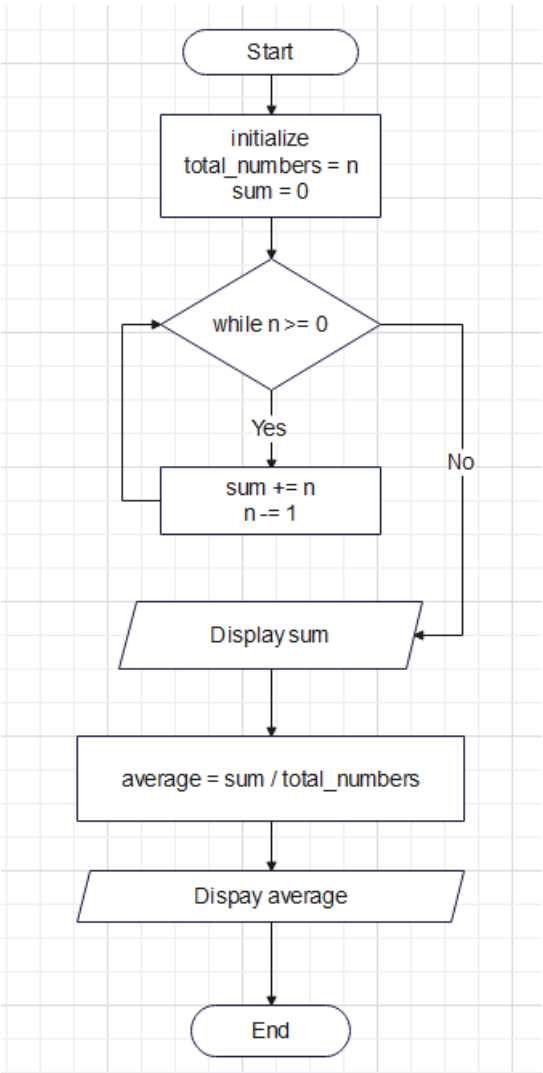 Start
initialize
total_numbers = n
sum = 0
while n >= 0
Yes
No
sum += n
n -= 1
Display sum
average = sum / total_numbers
Dispay average
End